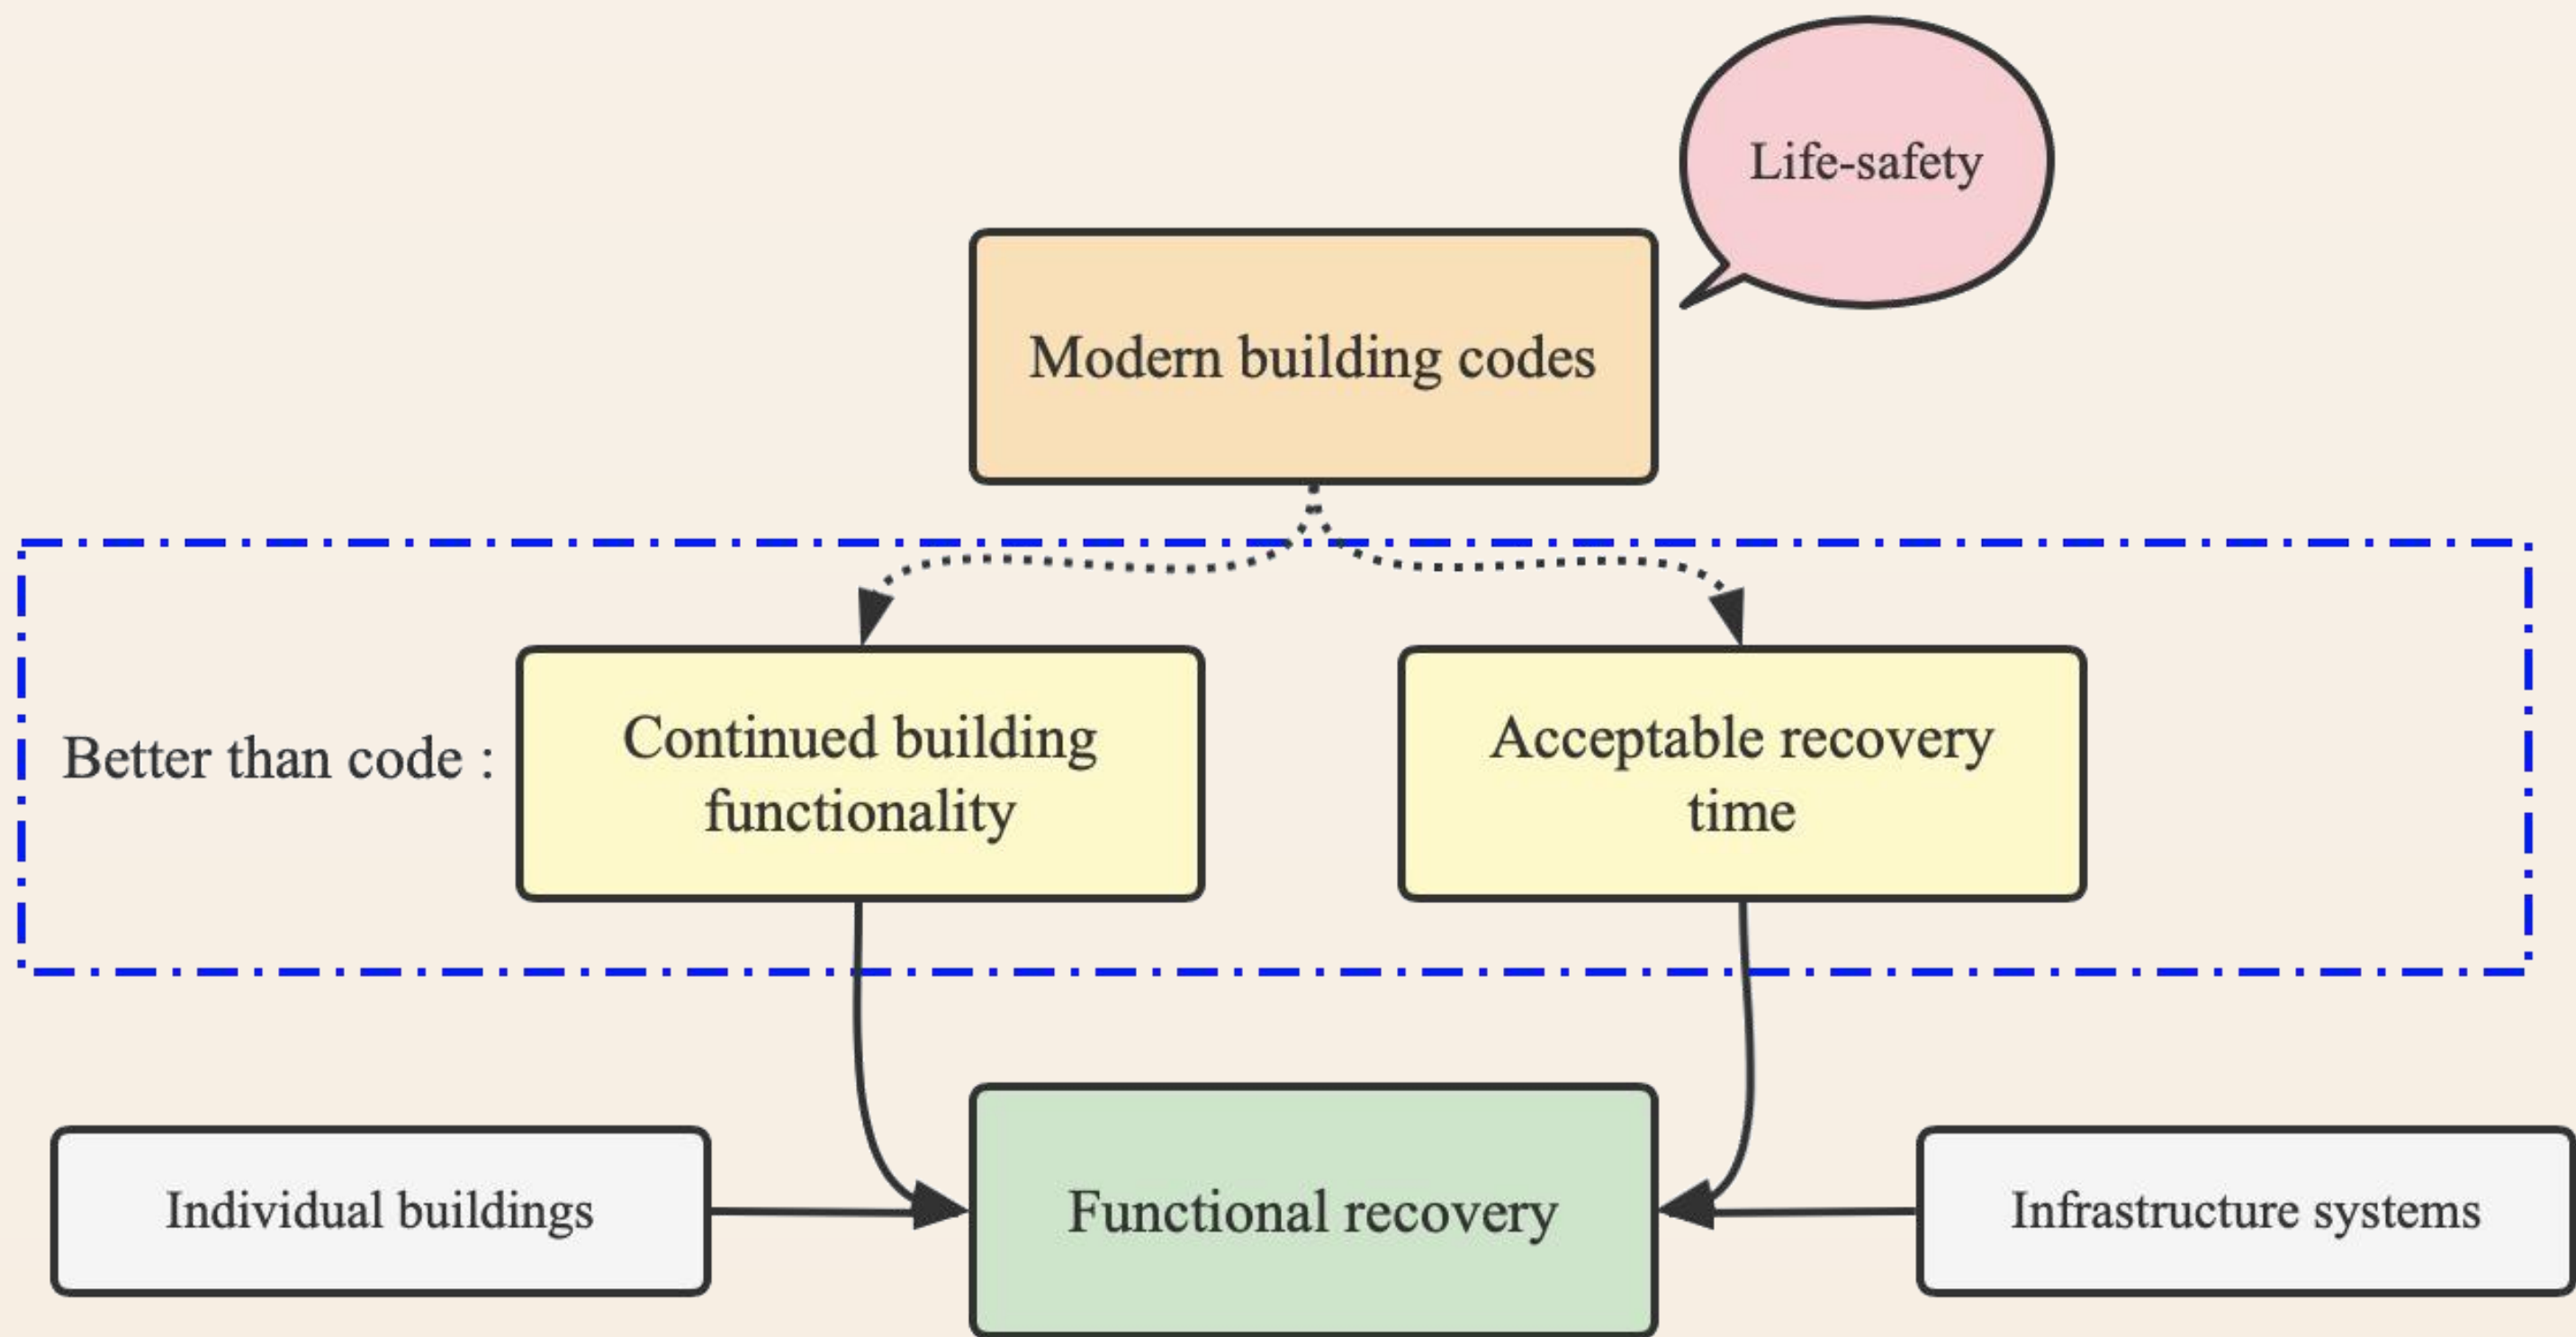 Life-safety
Modern building codes
Better than code :
Continued building
functionality
Acceptable recovery
time
Individual buildings
Functional recovery
Infrastructure systems